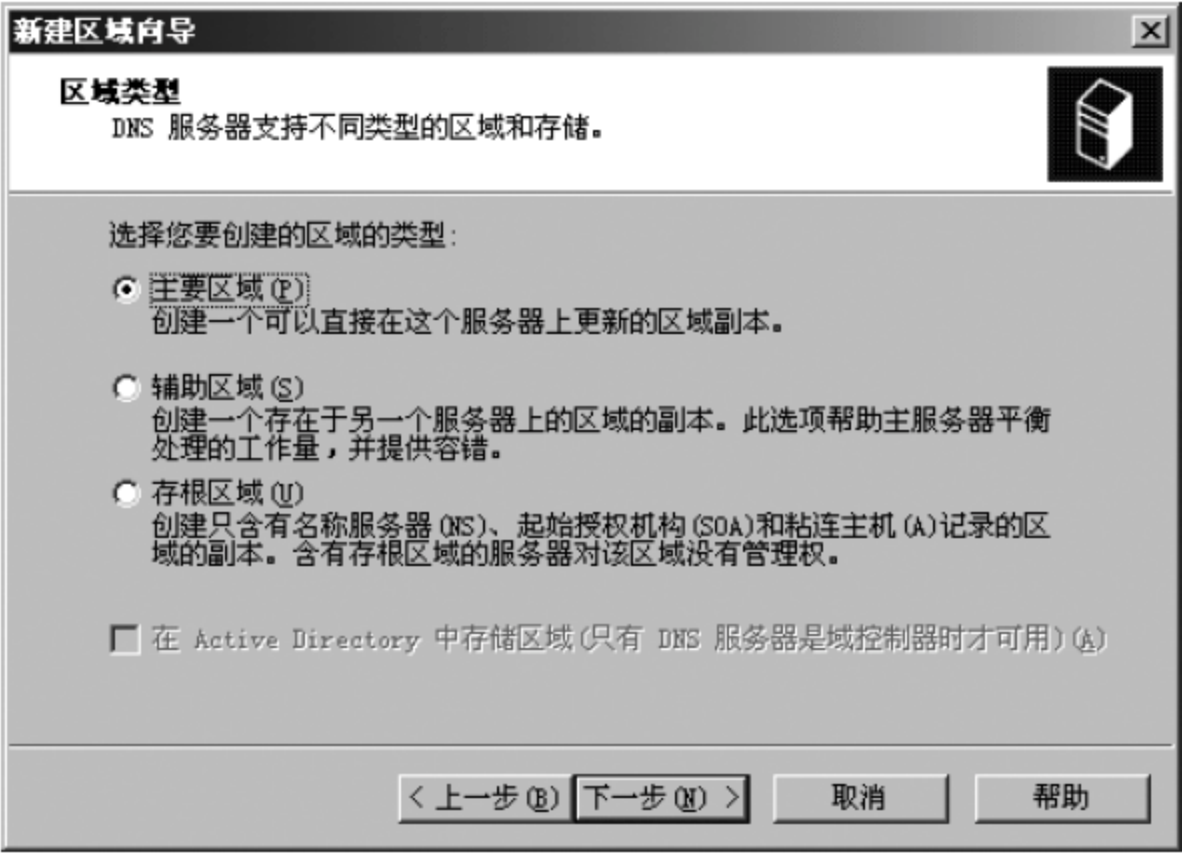 新建区域向导
区域类型
DNS 服务器支持不同类型的区域和存储。
选择您要创建的区域的类型:
主要区域(P)
创建一个可以直接在这个服务器上更新的区域副本。
辅助区域(S)
创建一个存在于另一个服务器上的区域的副本。此选项帮助主服务器平衡
处理的工作量,并提供容错。
存根区域(U)
创建只含有名称服务器(NS)、起始授权机构(SOA)和粘连主机(A)记录的区
域的副本。含有存根区域的服务器对该区域没有管理权。
在 Active Directory 中存储区域(只有 DNS 服务器是域控制器时才可用)(A)
< 上一步(B) 下一步(N) > 取消 帮助